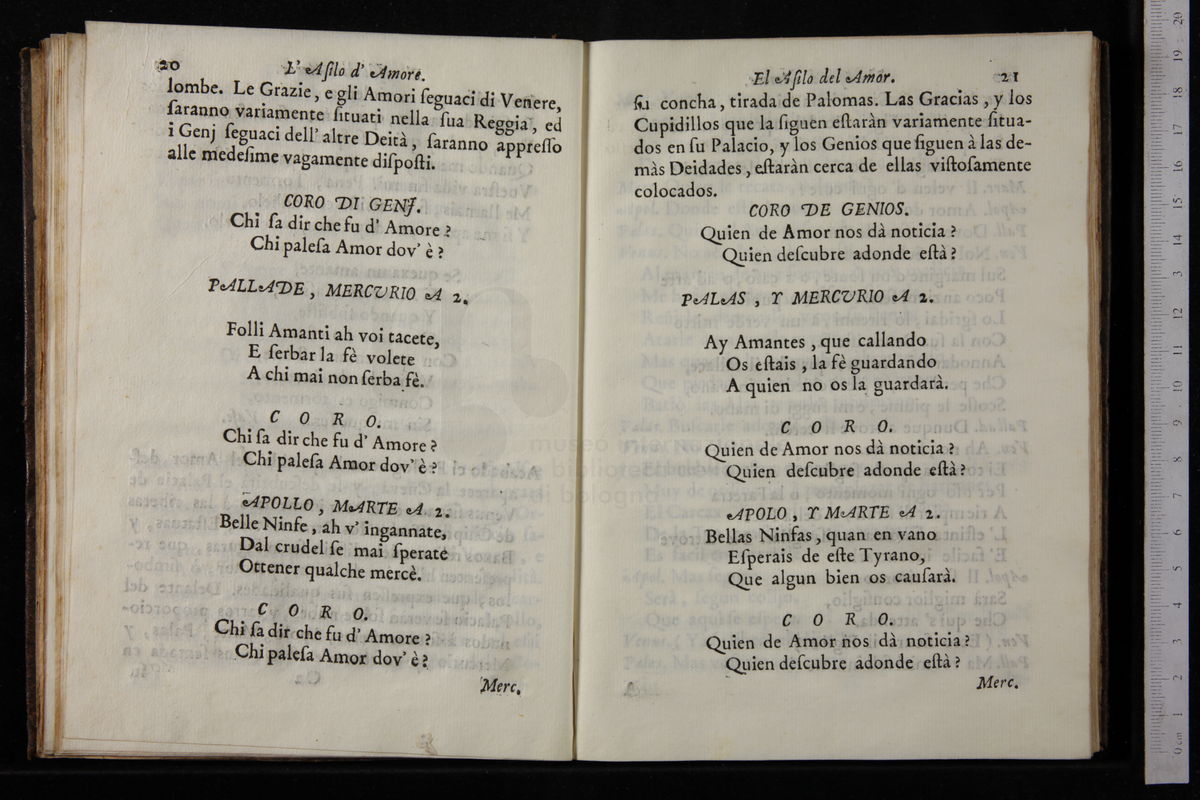 20 L' Aſilo d' Amore.
lombe. Le Grazie, e gli Amori ſeguaci di Venere,
ſaranno variamente ſituati nella ſua Reggia, ed
i Genj ſeguaci dell' altre Deità, ſaranno appreſſo
alle medeſime vagamente diſpoſti.
CORO DI GENJ.
Chi ſa dir che fu d' Amore?
Chi paleſa Amor dov' è?
PALLADE, MERCURIO A 2.
Folli Amanti ah voi tacete,
E ſerbar la fè volete
A chi mai non ſerba fè.
C O R O.
Chi ſa dir che fu d' Amore?
Chi paleſa Amor dov' è?
APOLLO, MARTE A 2.
Belle Ninfe, ah v' ingannate,
Dal crudel ſe mai ſperate
Ottener qualche mercè.
C O R O.
Chi ſa dir che fu d' Amore?
Chi paleſa Amor dov' è?
Merc.
El Aſilo del Amór. 21
ſu concha, tirada de Palomas. Las Gracias, y los
Cupidillos que la ſiguen eſtaràn variamente ſitua-
dos en ſu Palacio, y los Genios que ſiguen à las de-
màs Deidades, eſtaràn cerca de ellas viſtoſamente
colocados.
CORO DE GENIOS.
Quien de Amor nos dà noticia?
Quien deſcubre adonde eſtà?
PALAS, Y MERCURIO A 2.
Ay Amantes, que callando
Os eſtais, la fè guardando
A quien no os la guardarà.
C O R O.
Quien de Amor nos dà noticia?
Quien deſcubre adonde eſtà?
APOLO, Y MARTE A 2.
Bellas Ninfas, quan en vano
Eſperais de eſte Tyrano,
Que algun bien os cauſarà.
C O R O.
Quien de Amor nos dà noticia?
Quien deſcubre adonde eſtà?
Merc.